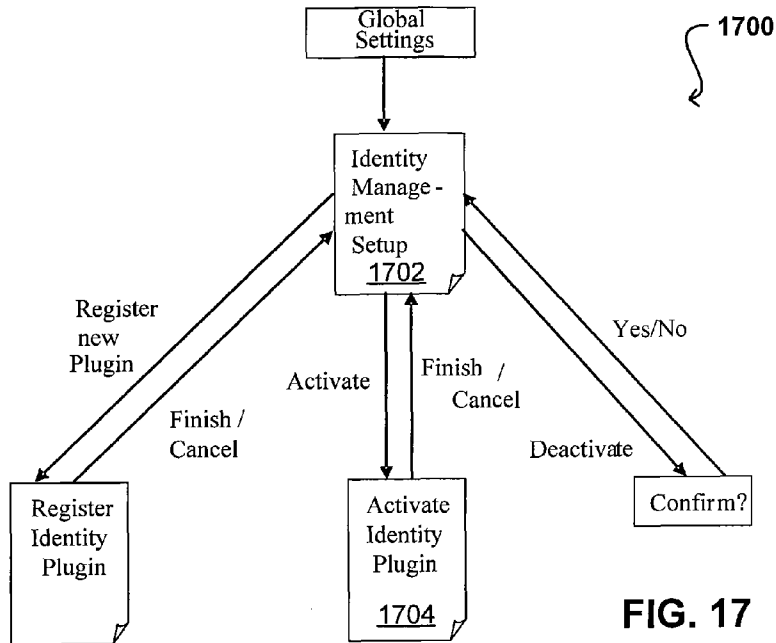 Global
Settings
1700
Identity
Manage-
ment
Setup
1702
Register
new
Plugin
Finish /
Cancel
Activate
Finish /
Cancel
Yes/No
Deactivate
Register
Identity
Plugin
Activate
Identity
Plugin
1704
Confirm?
FIG. 17